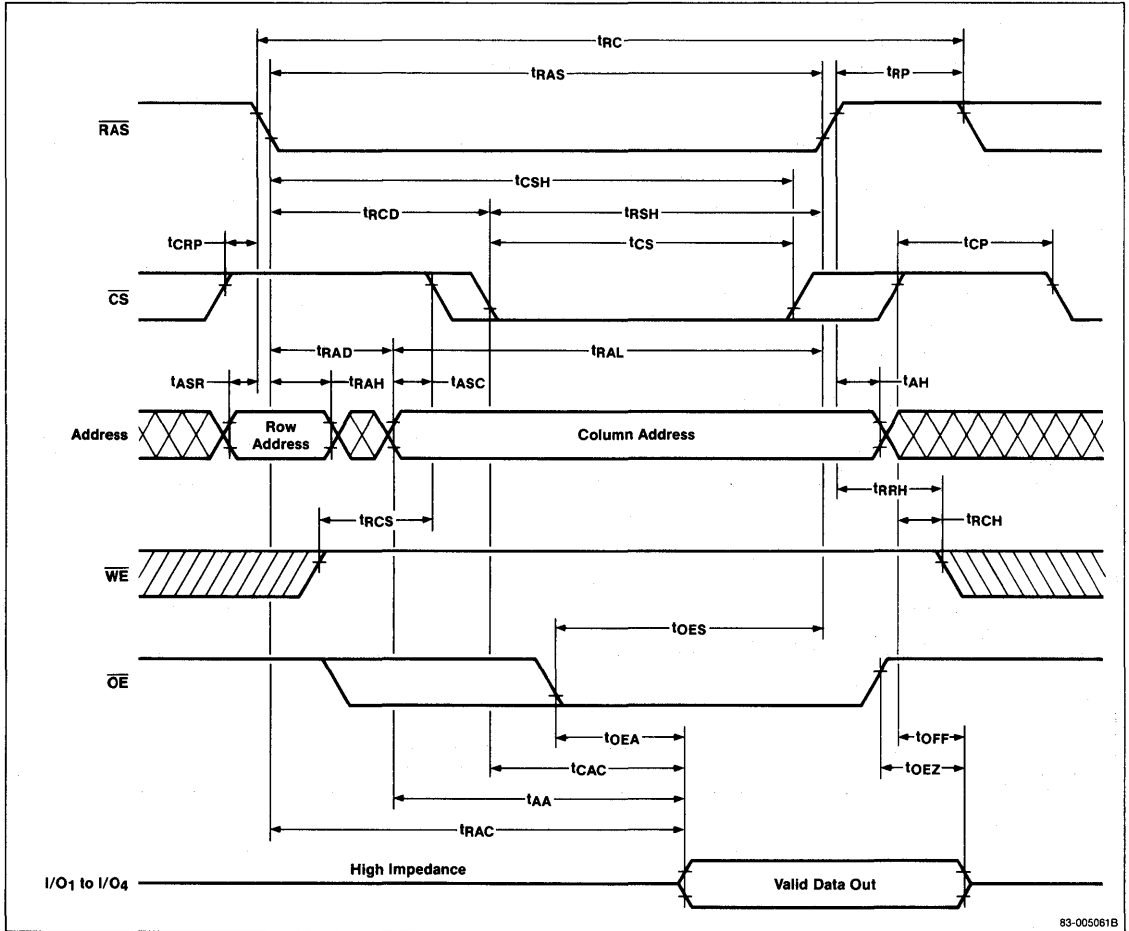 tRC
tRAS
tRP
RAS
tCSH
tRCD
tRSH
tCRP
tCS
tCP
CS
tRAD
tRAL
tASR
tRAH
tASC
tAH
Address
Row
Address
Column Address
tRRH
tRCS
tRCH
WE
tOES
OE
tOEA
tOFF
tCAC
tOEZ
tAA
tRAC
High Impedance
I/O1 to I/O4
Valid Data Out
83-005061B